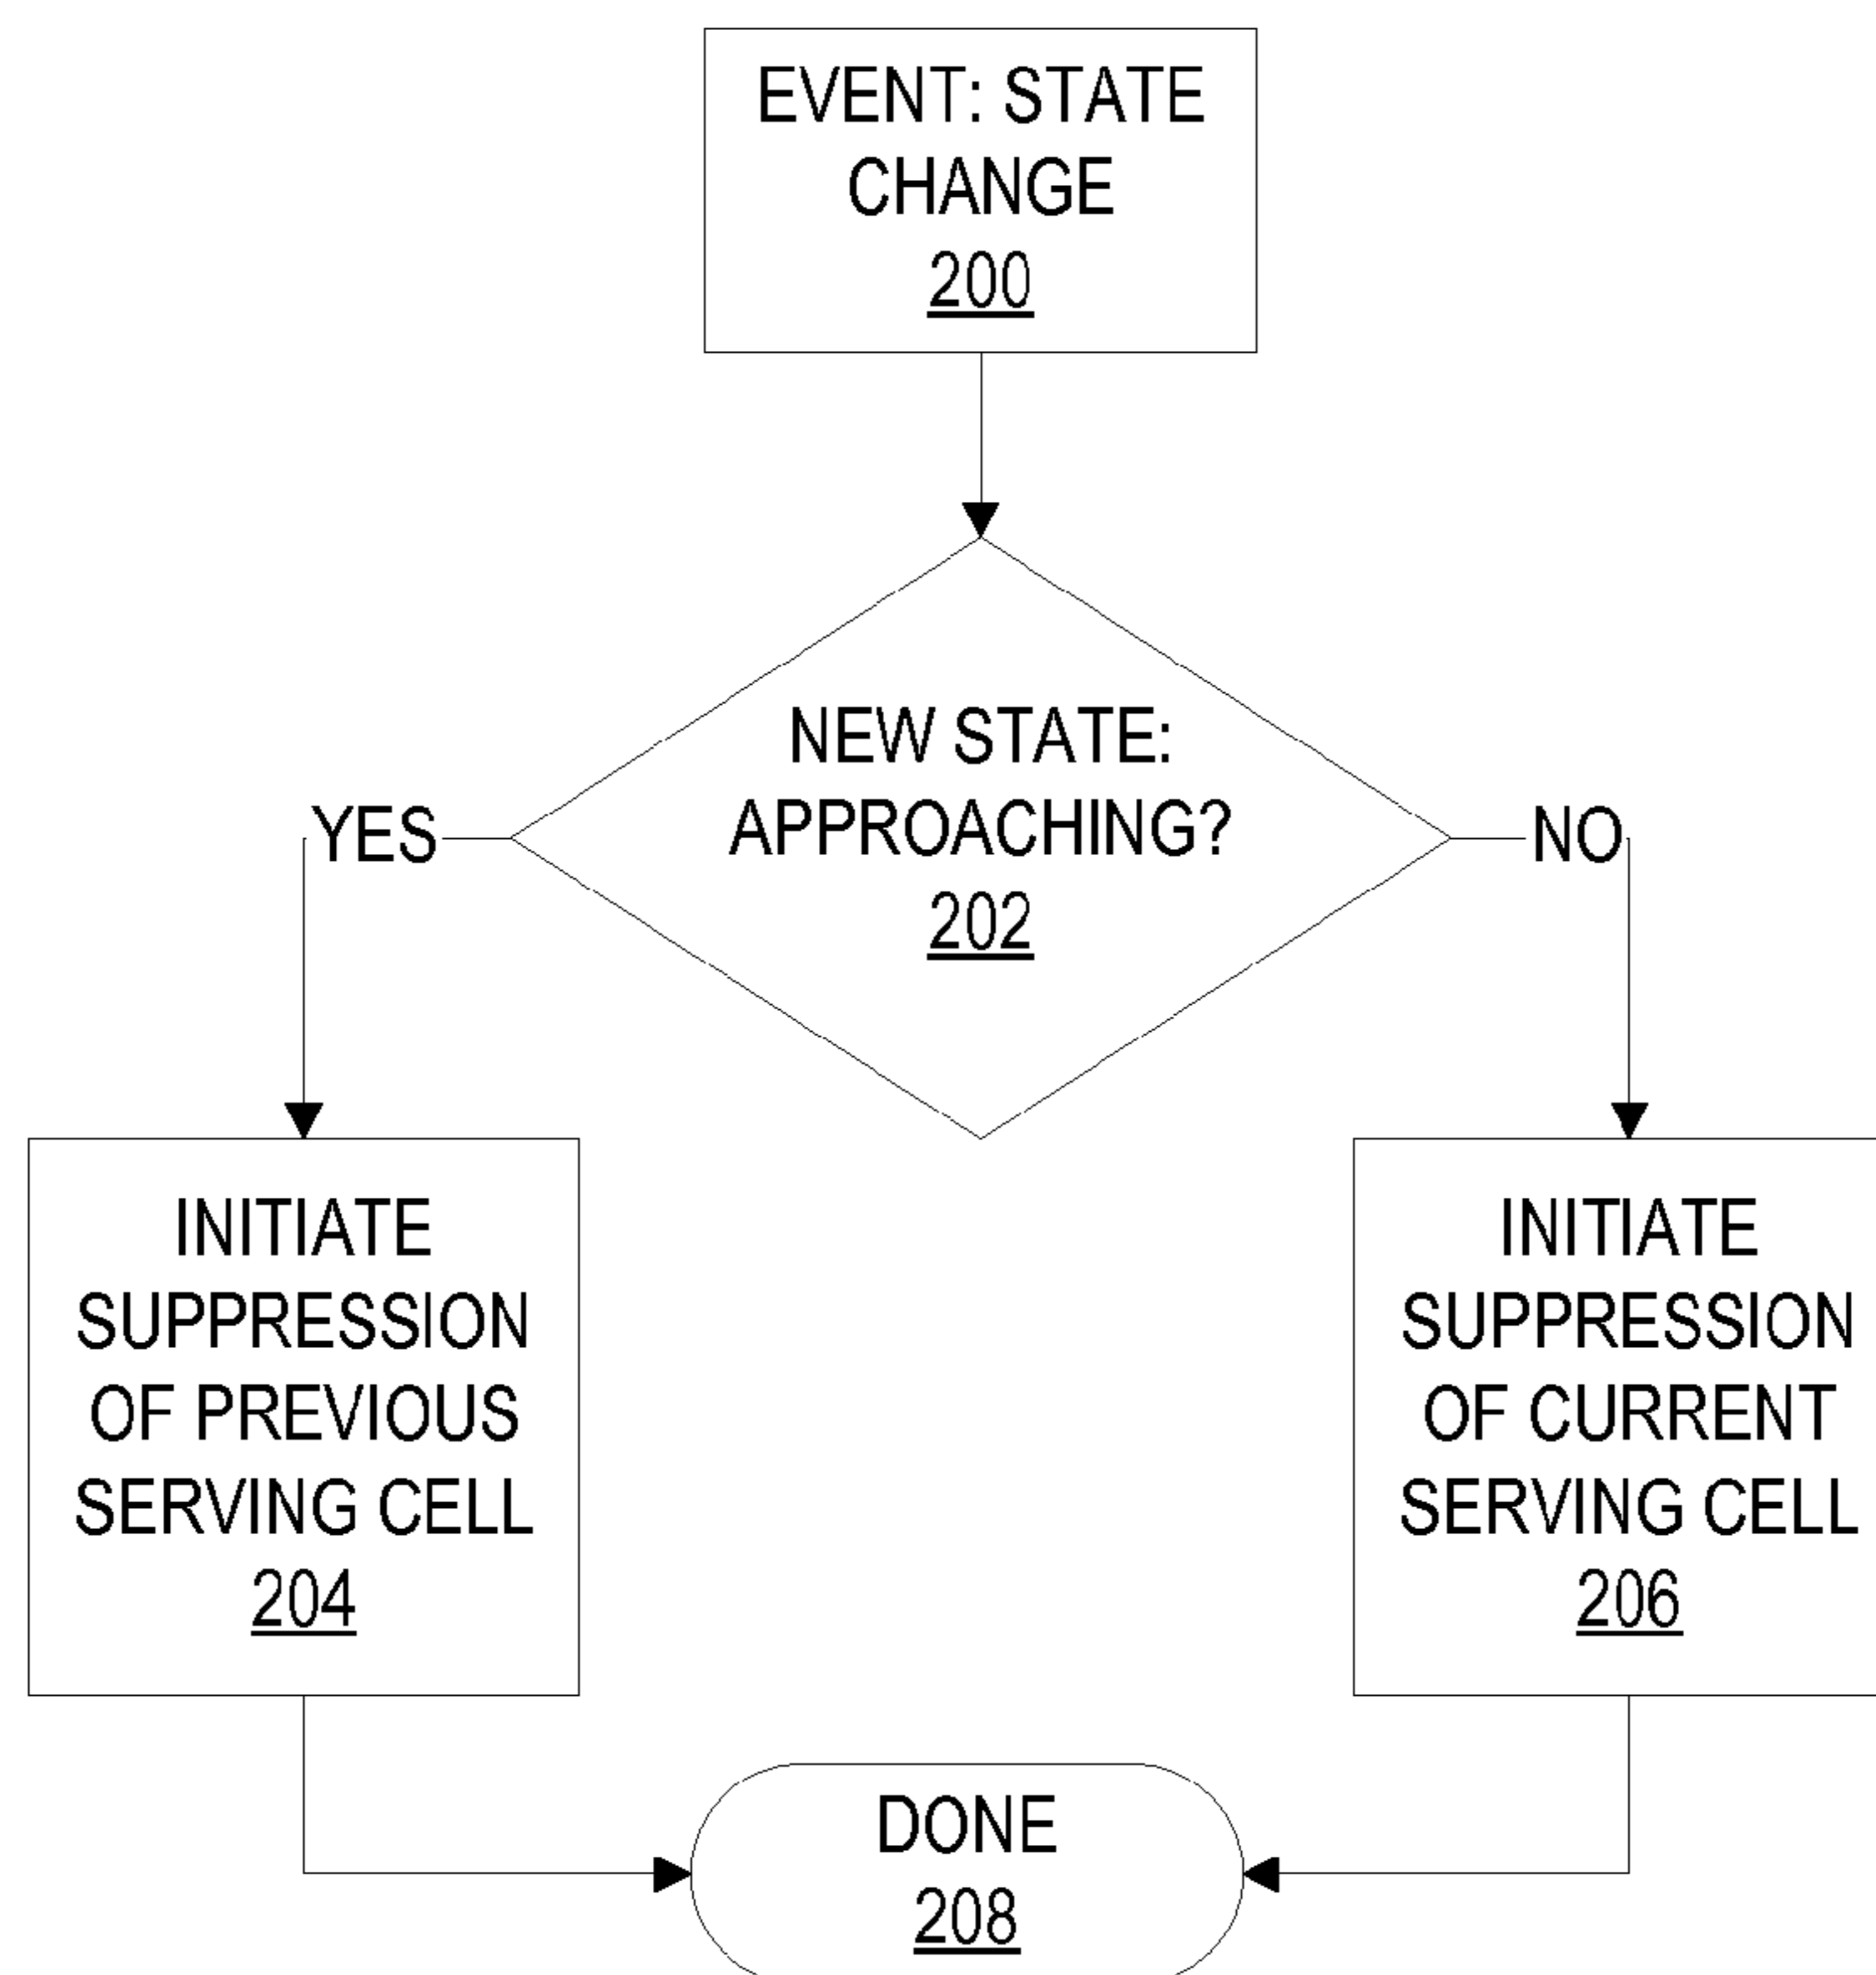 EVENT: STATE
CHANGE
200
NEW STATE:
APPROACHING?
202
YES
NO
INITIATE
SUPPRESSION
OF PREVIOUS
SERVING CELL
204
INITIATE
SUPPRESSION
OF CURRENT
SERVING CELL
206
DONE
208